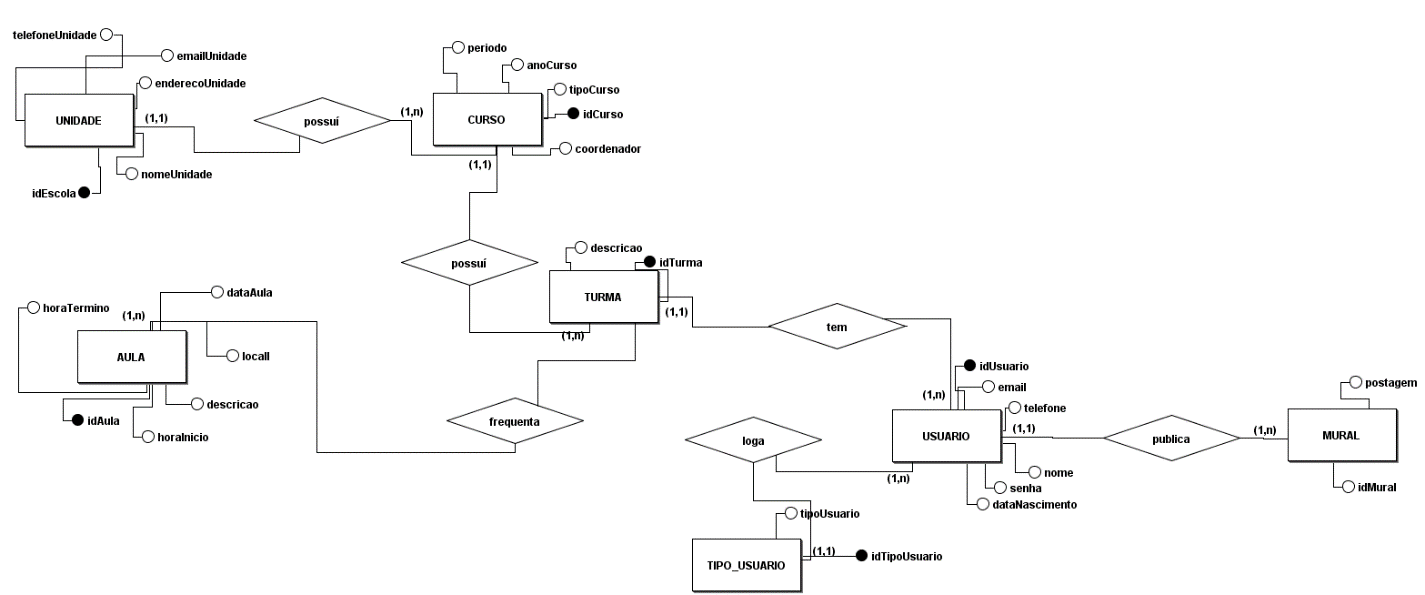 telefoneUnidade
emailUnidade
enderecoUnidade
UNIDADE
(1,1)
nomeUnidade
idEscola
possuí
(1,n)
periodo
anoCurso
tipoCurso
CURSO
idCurso
coordenador
(1,1)
possuí
descricao
idTurma
TURMA
(1,1)
(1,n)
horaTermino
dataAula
(1,n)
AULA
locall
descricao
idAula
horaInicio
frequenta
tem
idUsuario
email
(1,n)
telefone
USUARIO
(1,1)
nome
senha
dataNascimento
(1,n)
loga
publica
(1,n)
postagem
MURAL
idMural
tipoUsuario
TIPO_USUARIO
(1,1)
idTipoUsuario